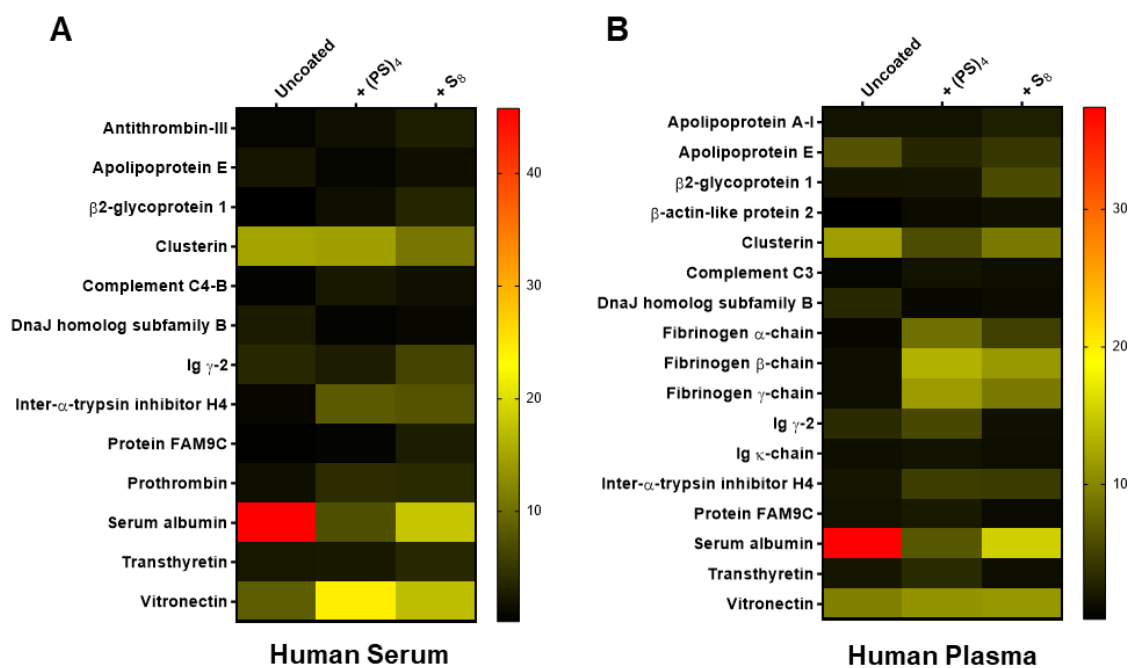 A
Uncoated
+ (PS)4
+ S8
Antithrombin-III
Apolipoprotein E
β2-glycoprotein 1
Clusterin
Complement C4-B
DnaJ homolog subfamily B
Ig γ-2
Inter-α-trypsin inhibitor H4
Protein FAM9C
Prothrombin
Serum albumin
Transthyretin
Vitronectin
40
30
20
10
Human Serum
B
Uncoated
+ (PS)4
+ S8
Apolipoprotein A-I
Apolipoprotein E
β2-glycoprotein 1
β-actin-like protein 2
Clusterin
Complement C3
DnaJ homolog subfamily B
Fibrinogen α-chain
Fibrinogen β-chain
Fibrinogen γ-chain
Ig γ-2
Ig κ-chain
Inter-α-trypsin inhibitor H4
Protein FAM9C
Serum albumin
Transthyretin
Vitronectin
30
20
10
Human Plasma